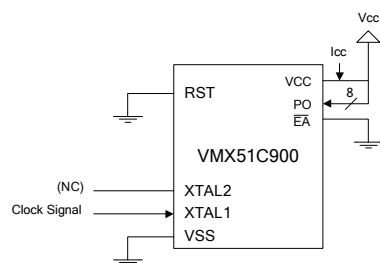 Vcc
Icc
VCC
RST
8
PO
EA
VMX51C900
(NC)
XTAL2
Clock Signal
XTAL1
VSS